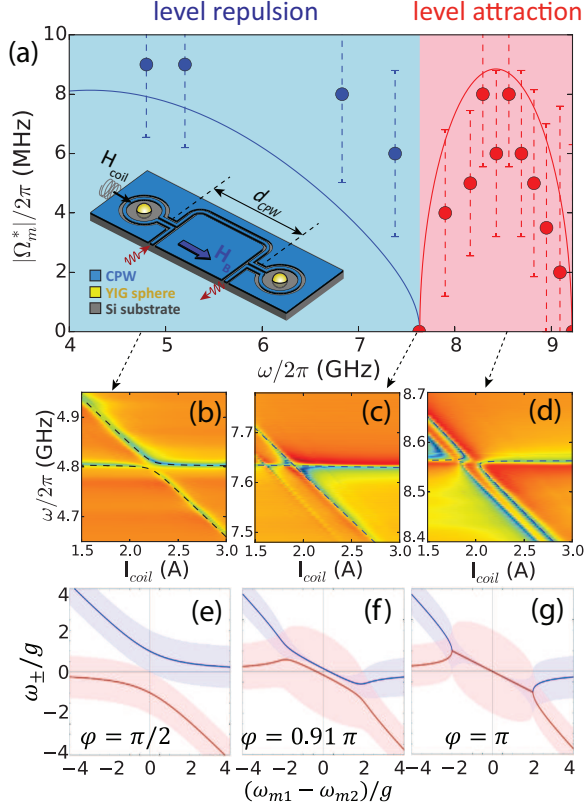 level repulsion level attraction
(a)
|Ω*m|/2π (MHz)
10
8
6
4
2
0
H coil
d CPW
H B
CPW
YIG sphere
Si substrate
4 5 6 7 8 9
ω/2π (GHz)
(b) (c) (d)
ω/2π (GHz)
4.9
4.8
4.7
7.7
7.6
7.5
8.7
8.6
8.5
8.4
1.5 2.0 2.5 3.0
1.5 2.0 2.5 3.0
1.5 2.0 2.5 3.0
I coil (A) I coil (A) I coil (A)
(e) (f) (g)
ω±/g
4
2
0
-2
-4
φ = π/2 φ = 0.91 π φ = π
−4 −2 0 2 4
−4 −2 0 2 4
−4 −2 0 2 4
(ωm1 − ωm2)/g